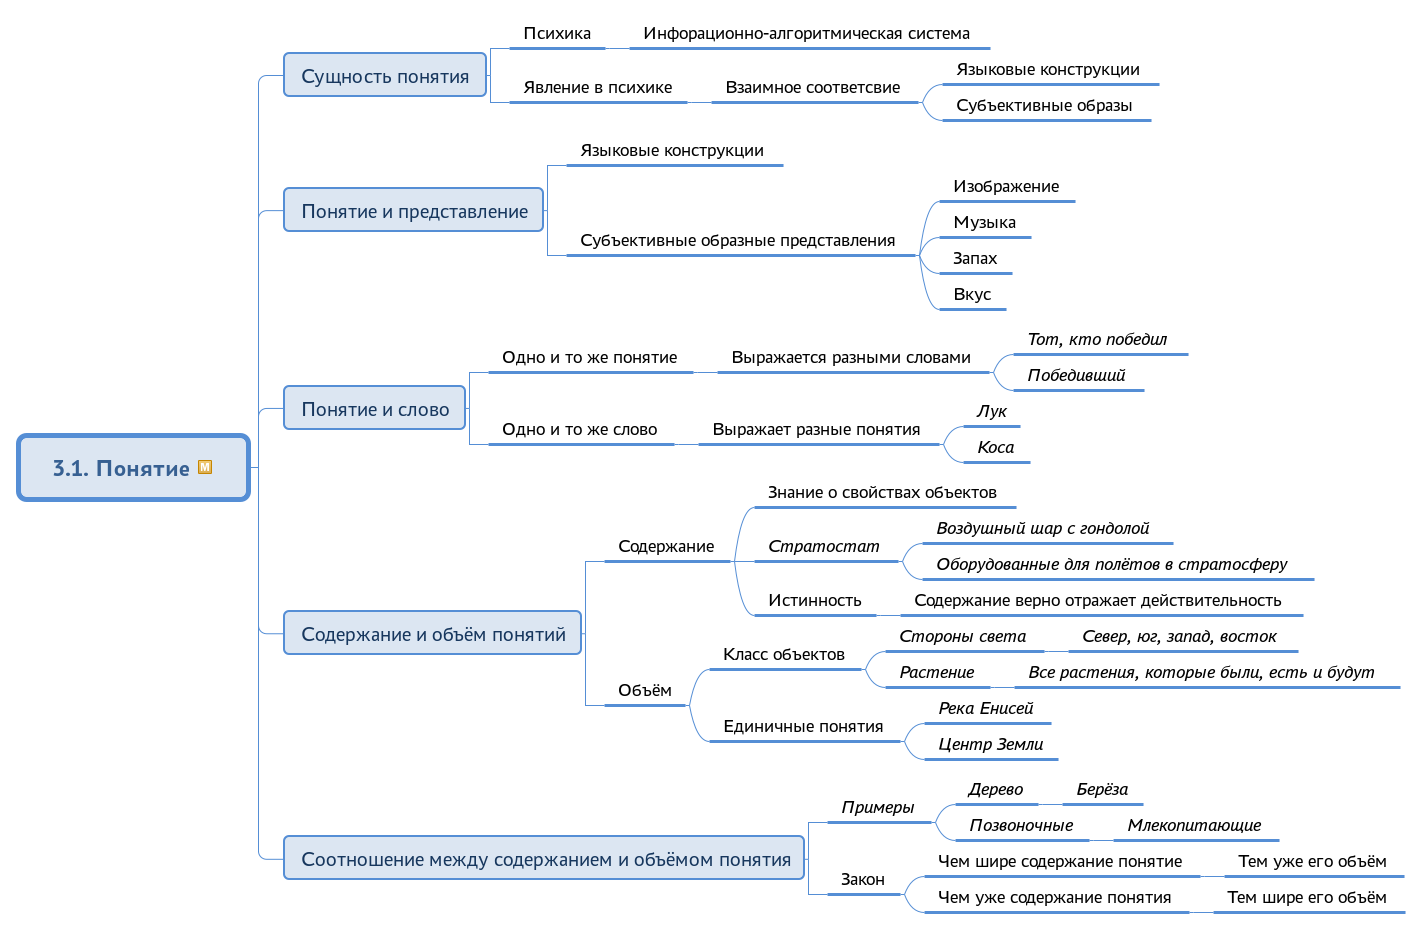 3.1. Понятие M
Сущность понятия
Психика
Инфорационно-алгоритмическая система
Явление в психике
Взаимное соответсвие
Языковые конструкции
Субъективные образы
Понятие и представление
Языковые конструкции
Субъективные образные представления
Изображение
Музыка
Запах
Вкус
Понятие и слово
Одно и то же понятие
Выражается разными словами
Тот, кто победил
Победивший
Одно и то же слово
Выражает разные понятия
Лук
Коса
Содержание и объём понятий
Содержание
Знание о свойствах объектов
Стратостат
Воздушный шар с гондолой
Оборудованные для полётов в стратосферу
Истинность
Содержание верно отражает действительность
Объём
Класс объектов
Стороны света
Север, юг, запад, восток
Растение
Все растения, которые были, есть и будут
Единичные понятия
Река Енисей
Центр Земли
Соотношение между содержанием и объёмом понятия
Примеры
Дерево
Берёза
Позвоночные
Млекопитающие
Закон
Чем шире содержание понятие
Тем уже его объём
Чем уже содержание понятия
Тем шире его объём